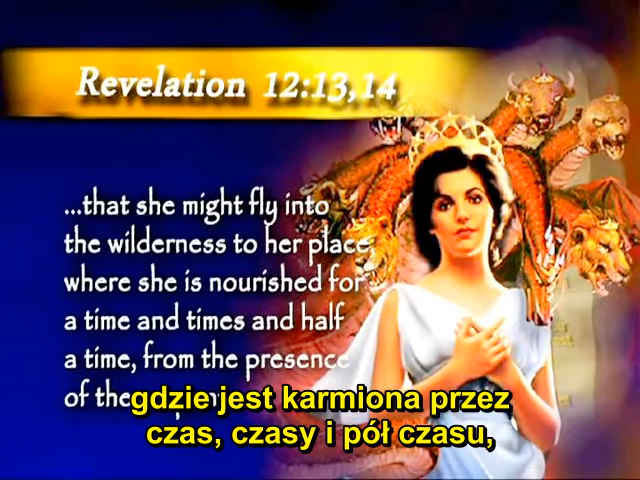 Revelation 12:13,14
...that she might fly into
the wilderness to her place,
where she is nourished for
a time and times and half
a time, from the presence
of the
gdzie jest karmiona przez
czas, czasy i pół czasu,